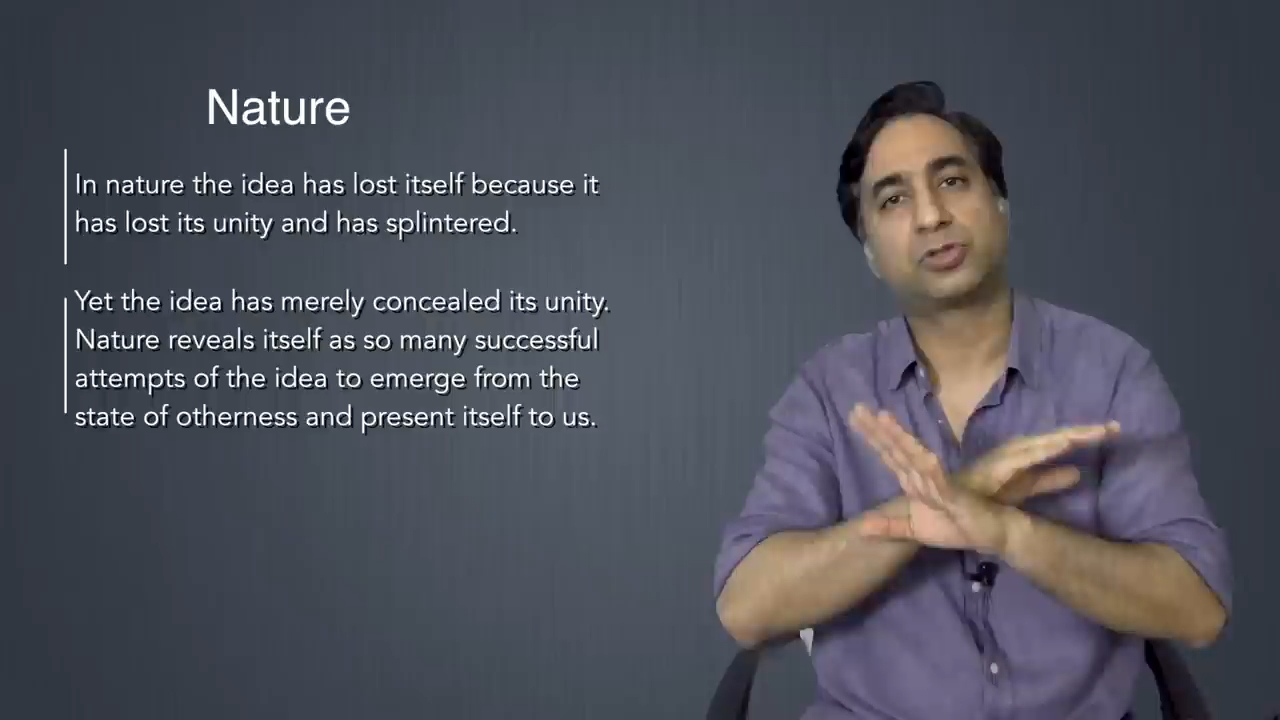 Nature
In nature the idea has lost itself because it
has lost its unity and has splintered.
Yet the idea has merely concealed its unity.
Nature reveals itself as so many successful
attempts of the idea to emerge from the
state of otherness and present itself to us.